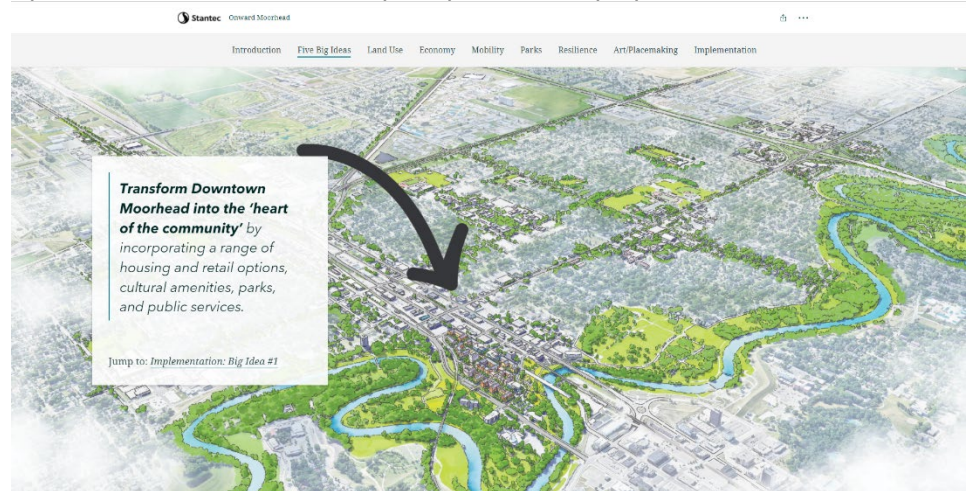 Stantec Onward Moorhead
Introduction Five Big Ideas Land Use Economy Mobility Parks Resilience Art/Placemaking Implementation
Transform Downtown
Moorhead into the ‘heart
of the community’ by
incorporating a range of
housing and retail options,
cultural amenities, parks,
and public services.
Jump to: Implementation: Big Idea #1